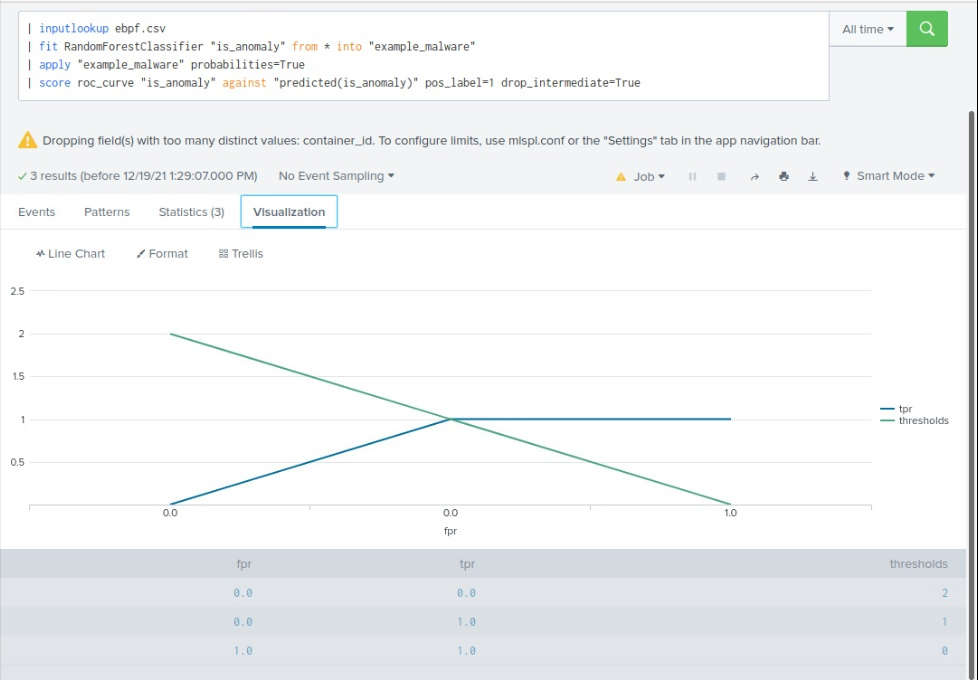 | inputlookup ebpf.csv
| fit RandomForestClassifier "is_anomaly" from * into "example_malware"
| apply "example_malware" probabilities=True
| score roc_curve "is_anomaly" against "predicted(is_anomaly)" pos_label=1 drop_intermediate=True
All time
Dropping field(s) with too many distinct values: container_id. To configure limits, use mlspl.conf or the "Settings" tab in the app navigation bar.
3 results (before 12/19/21 1:29:07.000 PM) No Event Sampling Job Smart Mode
Events Patterns Statistics (3) Visualization
Line Chart Format Trellis
2.5
2
1.5
1
0.5
tpr
thresholds
0.0 0.0 1.0
fpr
fpr tpr thresholds
0.0 0.0 2
0.0 1.0 1
1.0 1.0 0